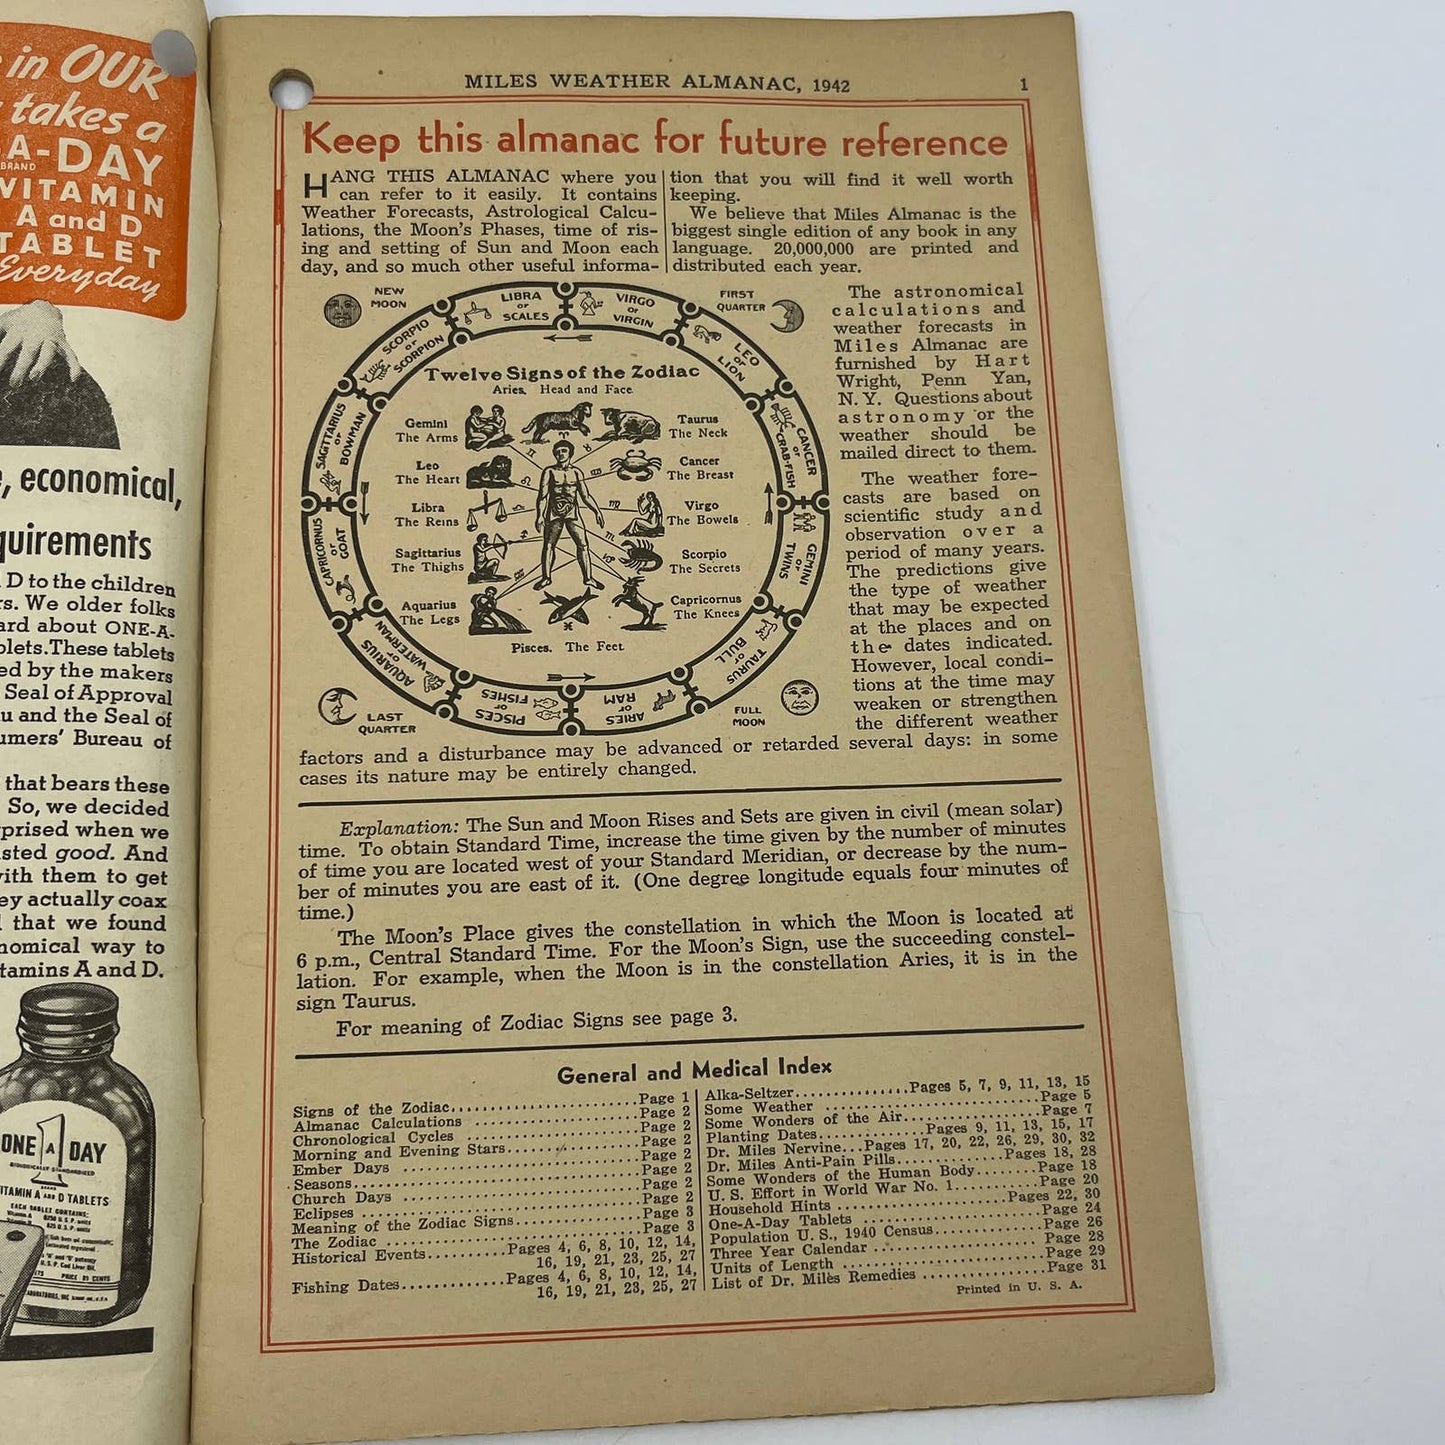 in OUR
takes a
-A-DAY
BRAND
VITAMIN
A and D
TABLET
Everyday
, economical,
quirements
D to the children
rs. We older folks
ard about ONE-A-
blets. These tablets
ed by the makers
Seal of Approval
u and the Seal of
umers' Bureau of
that bears these
So, we decided
rprised when we
sted good. And
with them to get
ey actually coax
d that we found
nomical way to
tamins A and D.
ONE A DAY
1
BRAND
VITAMIN A AND D TABLETS
EACH TABLET CONTAINS:
PRICE 85 CENTS
MILES WEATHER ALMANAC, 1942
1
Keep this almanac for future reference
HANG THIS ALMANAC where you
can refer to it easily. It contains
Weather Forecasts, Astrological Calcu-
lations, the Moon's Phases, time of ris-
ing and setting of Sun and Moon each
day, and so much other useful informa-
tion that you will find it well worth
keeping.
We believe that Miles Almanac is the
biggest single edition of any book in any
language. 20,000,000 are printed and
distributed each year.
NEW
MOON
FIRST
QUARTER
LAST
QUARTER
FULL
MOON
LIBRA
or
SCALES
VIRGO
or
VIRGIN
LEO
or
LION
CANCER
or
CRAB-FISH
GEMINI
or
TWINS
TAURUS
or
BULL
ARIES
or
RAM
PISCES
or
FISHES
AQUARIUS
or
WATERMAN
CAPRICORNUS
or
GOAT
SAGITTARIUS
or
BOWMAN
SCORPIO
or
SCORPION
Twelve Signs of the Zodiac
Aries. Head and Face.
Gemini
The Arms
Taurus
The Neck
Leo
The Heart
Cancer
The Breast
Libra
The Reins
Virgo
The Bowels
Sagittarius
The Thighs
Scorpio
The Secrets
Aquarius
The Legs
Capricornus
The Knees
Pisces. The Feet.
The astronomical
calculations and
weather forecasts in
Miles Almanac are
furnished by Hart
Wright, Penn Yan,
N. Y. Questions about
astronomy or the
weather should be
mailed direct to them.
The weather fore-
casts are based on
scientific study and
observation over a
period of many years.
The predictions give
the type of weather
that may be expected
at the places and on
the dates indicated.
However, local condi-
tions at the time may
weaken or strengthen
the different weather
factors and a disturbance may be advanced or retarded several days: in some
cases its nature may be entirely changed.
Explanation: The Sun and Moon Rises and Sets are given in civil (mean solar)
time. To obtain Standard Time, increase the time given by the number of minutes
of time you are located west of your Standard Meridian, or decrease by the num-
ber of minutes you are east of it. (One degree longitude equals four minutes of
time.)
The Moon's Place gives the constellation in which the Moon is located at
6 p.m., Central Standard Time. For the Moon's Sign, use the succeeding constel-
lation. For example, when the Moon is in the constellation Aries, it is in the
sign Taurus.
For meaning of Zodiac Signs see page 3.
General and Medical Index
Signs of the Zodiac..........Page 1
Almanac Calculations..........Page 2
Chronological Cycles..........Page 2
Morning and Evening Stars..........Page 2
Ember Days..........Page 2
Seasons..........Page 2
Church Days..........Page 2
Eclipses..........Page 2
Meaning of the Zodiac Signs..........Page 3
The Zodiac..........Page 3
Historical Events..........Pages 4, 6, 8, 10, 12, 14,
16, 19, 21, 23, 25, 27
Fishing Dates..........Pages 4, 6, 8, 10, 12, 14,
16, 19, 21, 23, 25, 27
Alka-Seltzer..........Pages 5, 7, 9, 11, 13, 15
Some Weather..........Page 5
Some Wonders of the Air..........Page 7
Planting Dates..........Pages 9, 11, 13, 15, 17
Dr. Miles Nervine...Pages 17, 20, 22, 26, 29, 30, 32
Dr. Miles Anti-Pain Pills..........Pages 18, 28
Some Wonders of the Human Body..........Page 18
U. S. Effort in World War No. 1..........Page 20
Household Hints..........Pages 22, 30
One-A-Day Tablets..........Page 24
Population U. S., 1940 Census..........Page 26
Three Year Calendar..........Page 28
Units of Length..........Page 29
List of Dr. Miles Remedies..........Page 31
Printed in U. S. A.